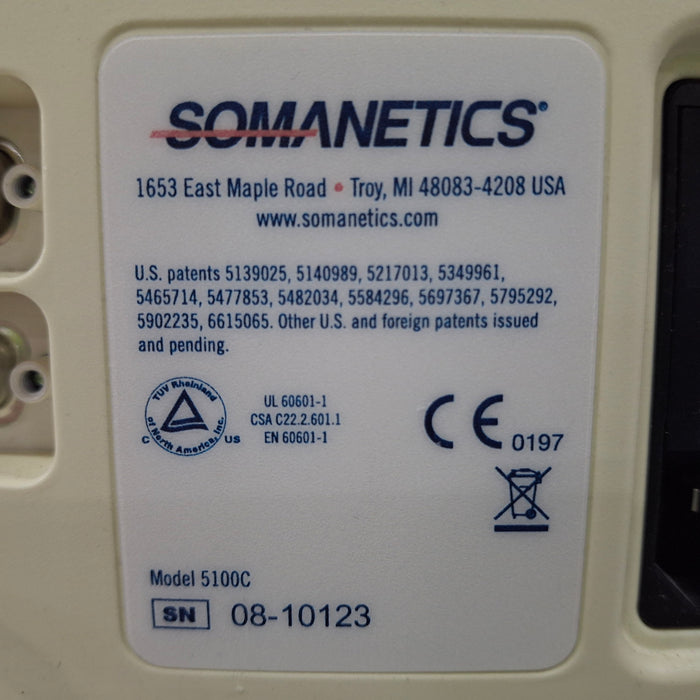 SOMANETICS®
1653 East Maple Road • Troy, MI 48083-4208 USA
www.somanetics.com
U.S. patents 5139025, 5140989, 5217013, 5349961,
5465714, 5477853, 5482034, 5584296, 5697367, 5795292,
5902235, 6615065. Other U.S. and foreign patents issued
and pending.
TUV Rheinland
of North America, Inc.
C US
UL 60601-1
CSA C22.2.601.1
EN 60601-1
CE 0197
Model 5100C
SN 08-10123